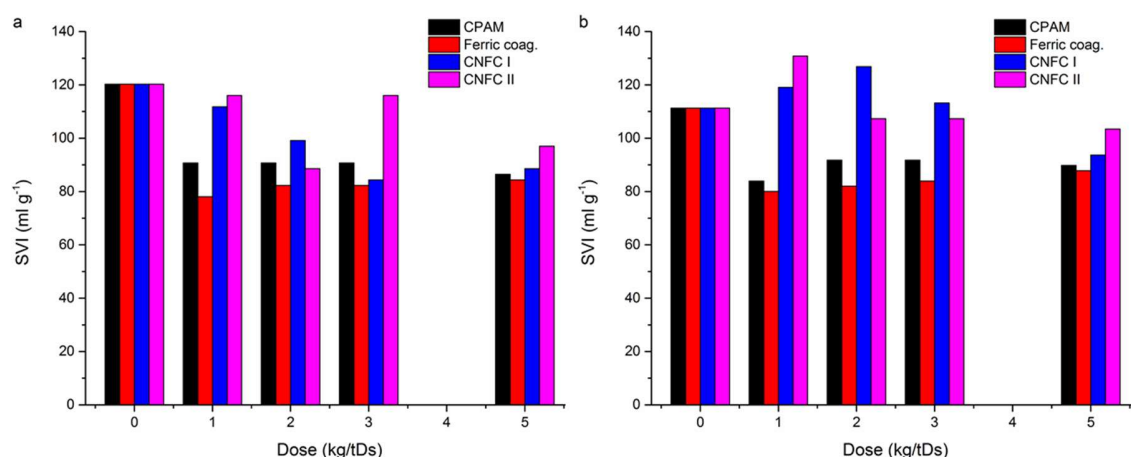 a
140
120
100
80
60
40
20
0
SVI (ml g⁻¹)
CPAM
Ferric coag.
CNFC I
CNFC II
0 1 2 3 4 5
Dose (kg/tDs)
b
140
120
100
80
60
40
20
0
SVI (ml g⁻¹)
CPAM
Ferric coag.
CNFC I
CNFC II
0 1 2 3 4 5
Dose (kg/tDs)